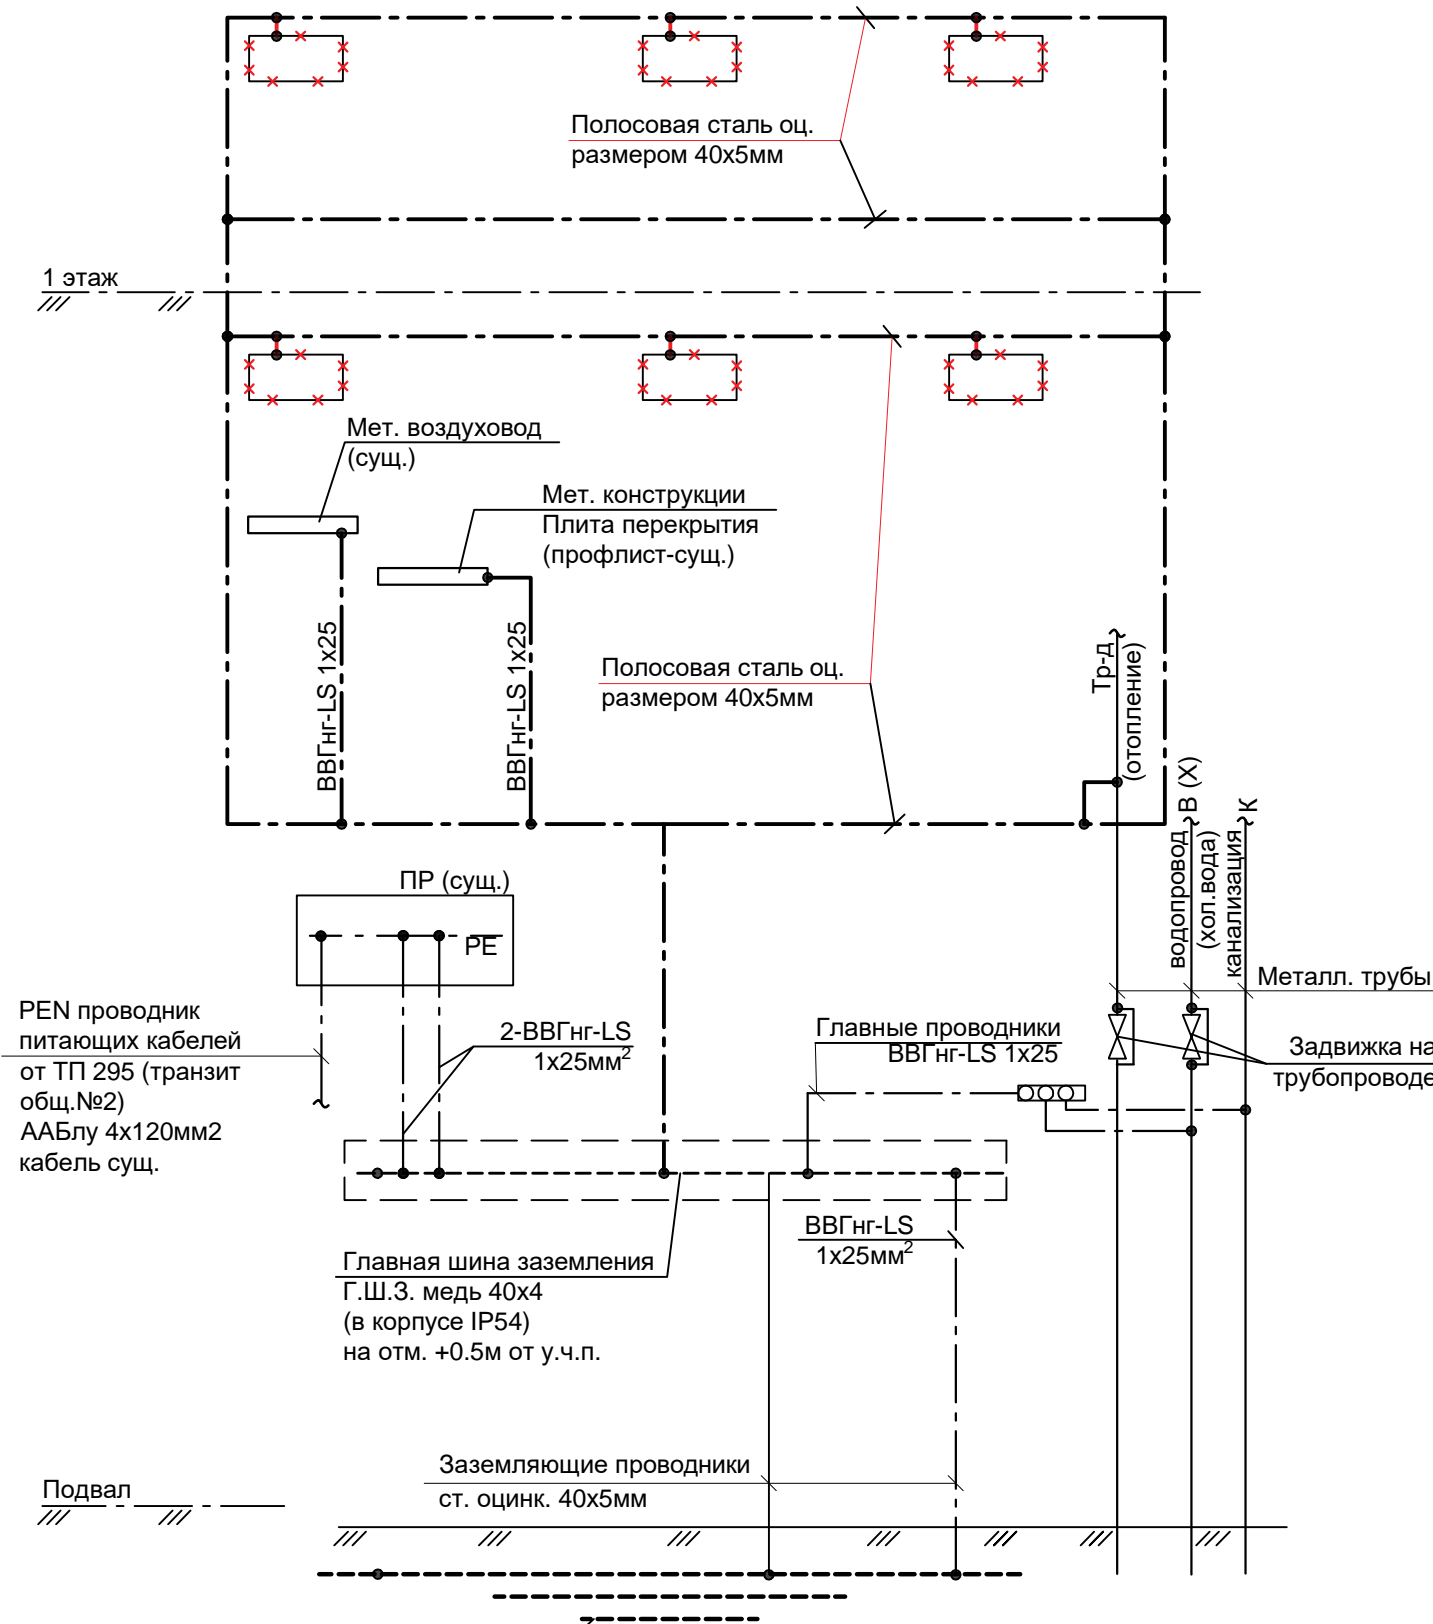 Полосовая сталь оц.
размером 40х5мм
1 этаж
Мет. воздуховод
(сущ.)
Мет. конструкции
Плита перекрытия
(профлист-сущ.)
ВВГнг-LS 1х25
ВВГнг-LS 1х25
Полосовая сталь оц.
размером 40х5мм
Тр-д
(отопление)
водопровод В (Х)
(хол.вода)
канализация К
ПР (сущ.)
PE
Металл. трубы
PEN проводник
питающих кабелей
от ТП 295 (транзит
общ.№2)
ААБлу 4х120мм2
кабель сущ.
2-ВВГнг-LS
1х25мм²
Главные проводники
ВВГнг-LS 1х25
Задвижка на
трубопроводе
ВВГнг-LS
1х25мм²
Главная шина заземления
Г.Ш.З. медь 40х4
(в корпусе IP54)
на отм. +0.5м от у.ч.п.
Заземляющие проводники
ст. оцинк. 40х5мм
Подвал